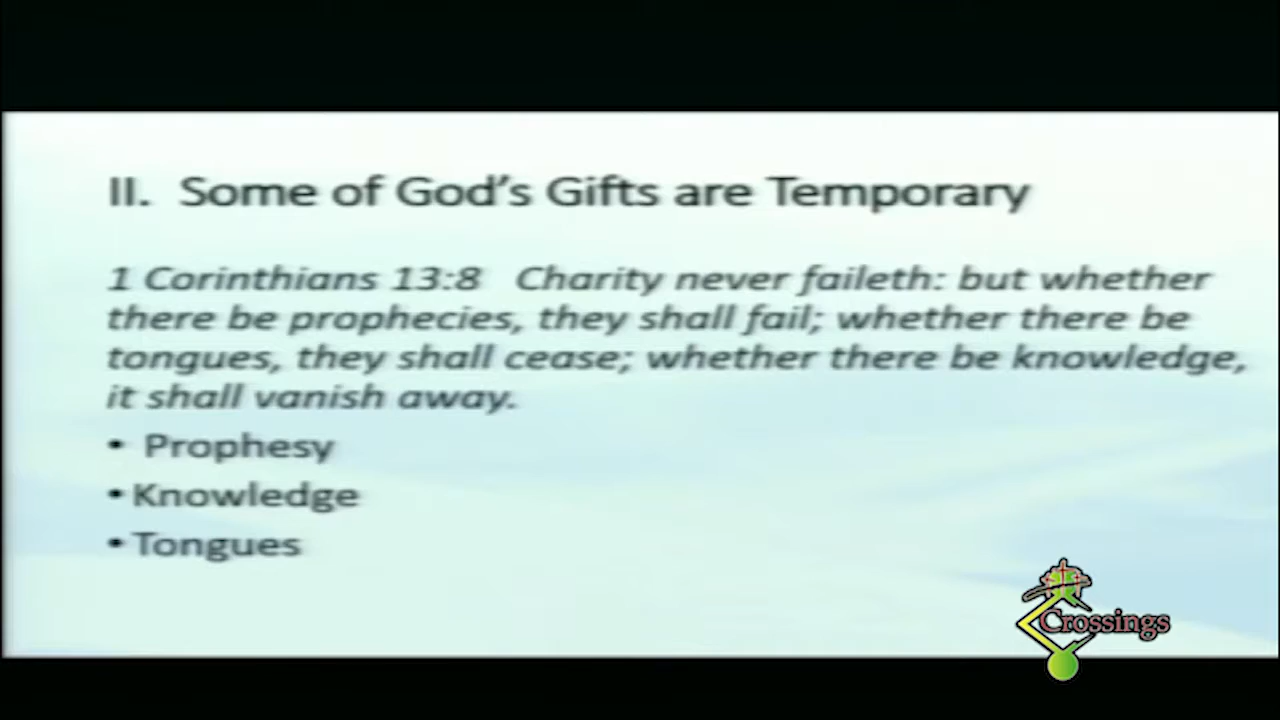 II. Some of God's Gifts are Temporary
1 Corinthians 13:8 Charity never faileth: but whether
there be prophecies, they shall fail; whether there be
tongues, they shall cease; whether there be knowledge,
it shall vanish away.
• Prophesy
• Knowledge
• Tongues
Crossings